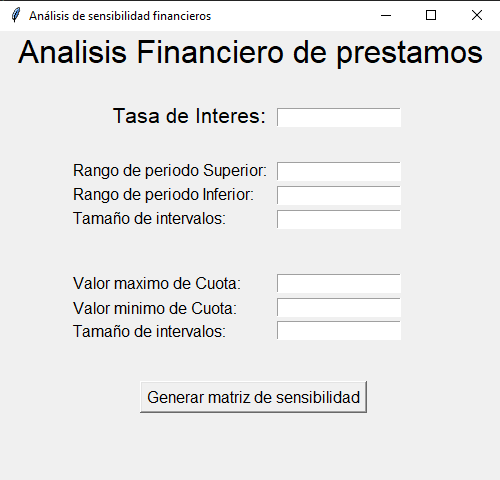 Análisis de sensibilidad financieros
Analisis Financiero de prestamos
Tasa de Interes:
Rango de periodo Superior:
Rango de periodo Inferior:
Tamaño de intervalos:
Valor maximo de Cuota:
Valor minimo de Cuota:
Tamaño de intervalos:
Generar matriz de sensibilidad